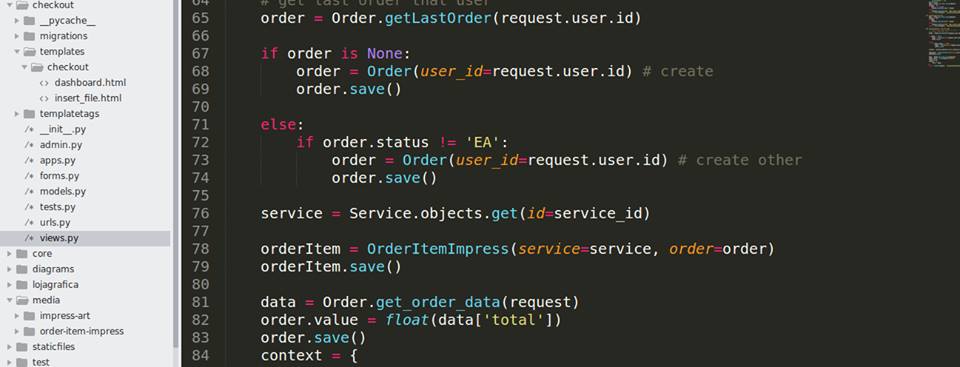 checkout
__pycache__
migrations
templates
checkout
<> dashboard.html
<> insert_file.html
templatetags
/* __init__.py
/* admin.py
/* apps.py
/* forms.py
/* models.py
/* tests.py
/* urls.py
/* views.py
core
diagrams
lojagrafica
media
impress-art
order-item-impress
staticfiles
test
64 # get last order that user
65 order = Order.getLastOrder(request.user.id)
66
67 if order is None:
68 order = Order(user_id=request.user.id) # create
69 order.save()
70
71 else:
72 if order.status != 'EA':
73 order = Order(user_id=request.user.id) # create other
74 order.save()
75
76 service = Service.objects.get(id=service_id)
77
78 orderItem = OrderItemImpress(service=service, order=order)
79 orderItem.save()
80
81 data = Order.get_order_data(request)
82 order.value = float(data['total'])
83 order.save()
84 context = {